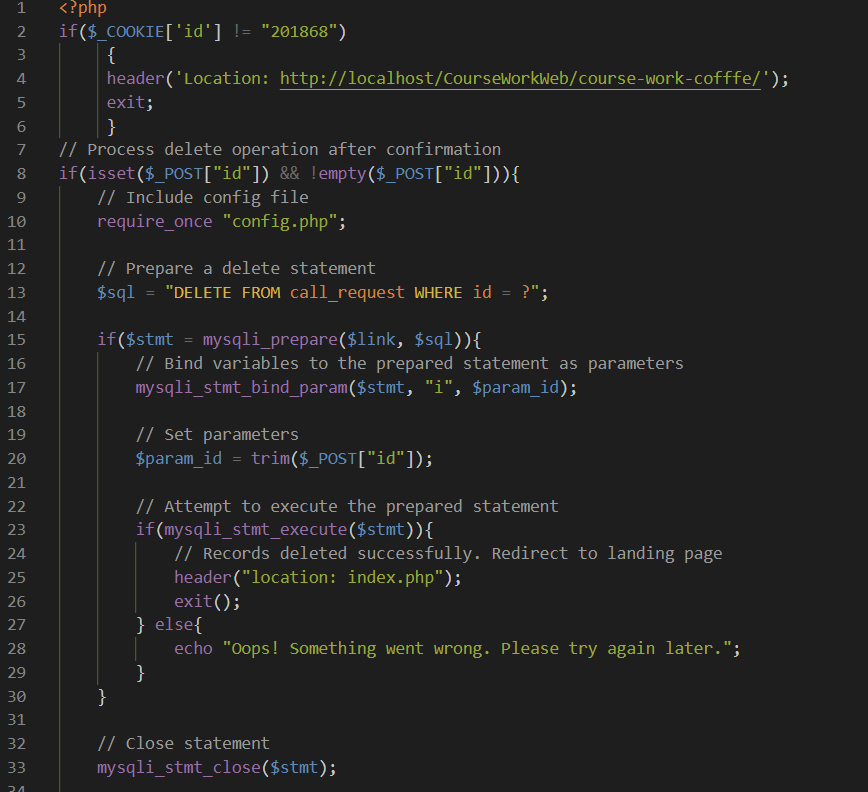 1 <?php
2 if($_COOKIE['id'] != "201868")
3 {
4 header('Location: http://localhost/CourseWorkWeb/course-work-cofffe/');
5 exit;
6 }
7 // Process delete operation after confirmation
8 if(isset($_POST["id"]) && !empty($_POST["id"])){
9 // Include config file
10 require_once "config.php";
11
12 // Prepare a delete statement
13 $sql = "DELETE FROM call_request WHERE id = ?";
14
15 if($stmt = mysqli_prepare($link, $sql)){
16 // Bind variables to the prepared statement as parameters
17 mysqli_stmt_bind_param($stmt, "i", $param_id);
18
19 // Set parameters
20 $param_id = trim($_POST["id"]);
21
22 // Attempt to execute the prepared statement
23 if(mysqli_stmt_execute($stmt)){
24 // Records deleted successfully. Redirect to landing page
25 header("location: index.php");
26 exit();
27 } else{
28 echo "Oops! Something went wrong. Please try again later.";
29 }
30 }
31
32 // Close statement
33 mysqli_stmt_close($stmt);
34